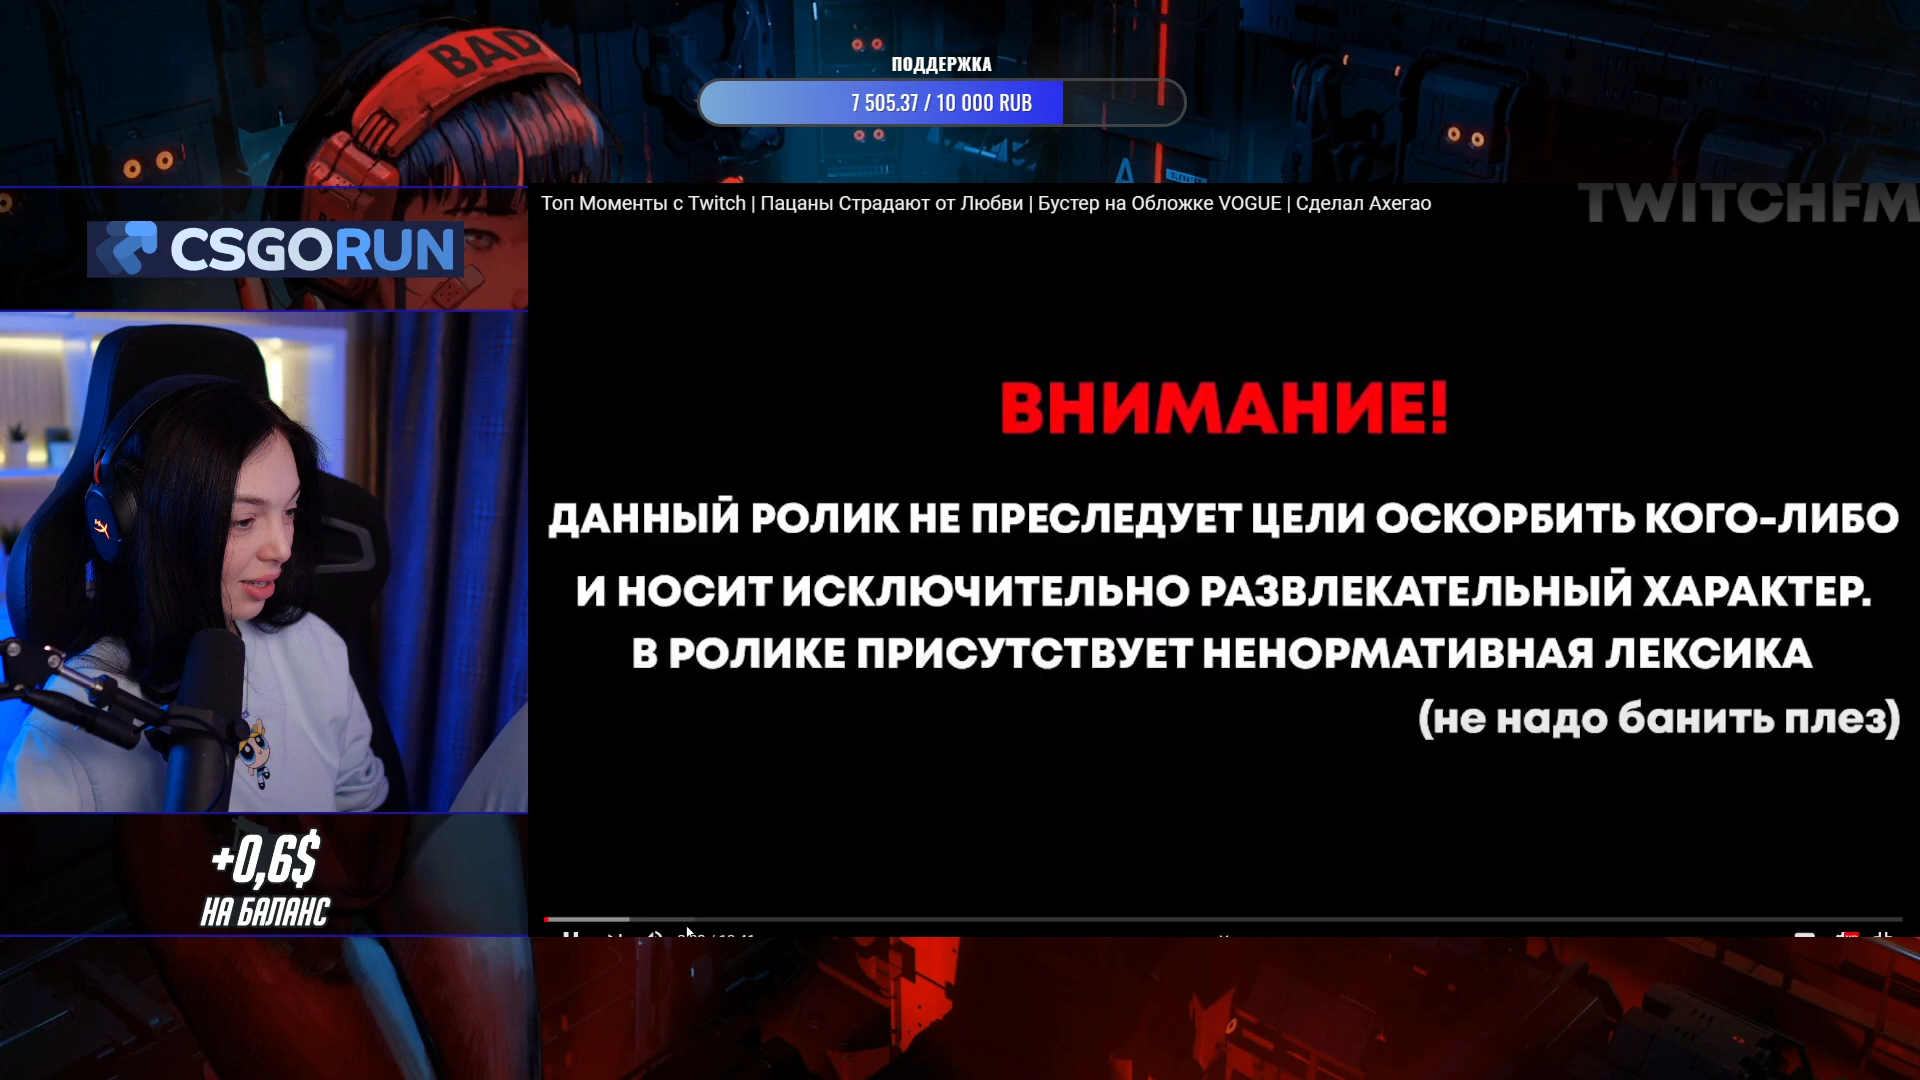 BAD
ПОДДЕРЖКА
7 505.37 / 10 000 RUB
Топ Моменты с Twitch | Пацаны Страдают от Любви | Бустер на Обложке VOGUE | Сделал Ахегао
TWITCHFM
CSGORUN
ВНИМАНИЕ!
ДАННЫЙ РОЛИК НЕ ПРЕСЛЕДУЕТ ЦЕЛИ ОСКОРБИТЬ КОГО-ЛИБО
И НОСИТ ИСКЛЮЧИТЕЛЬНО РАЗВЛЕКАТЕЛЬНЫЙ ХАРАКТЕР.
В РОЛИКЕ ПРИСУТСТВУЕТ НЕНОРМАТИВНАЯ ЛЕКСИКА
(не надо банить плез)
+0,6$
НА БАЛАНС